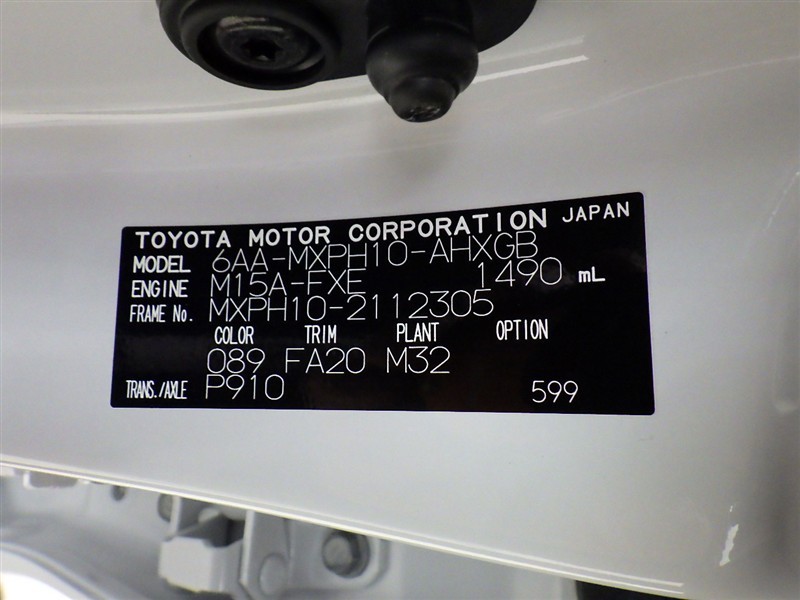 TOYOTA MOTOR CORPORATION JAPAN
MODEL 6AA-MXPH10-AHXGB
ENGINE M15A-FXE 1490 mL
FRAME No. MXPH10-2112305
COLOR TRIM PLANT OPTION
089 FA20 M32
TRANS./AXLE P910 599